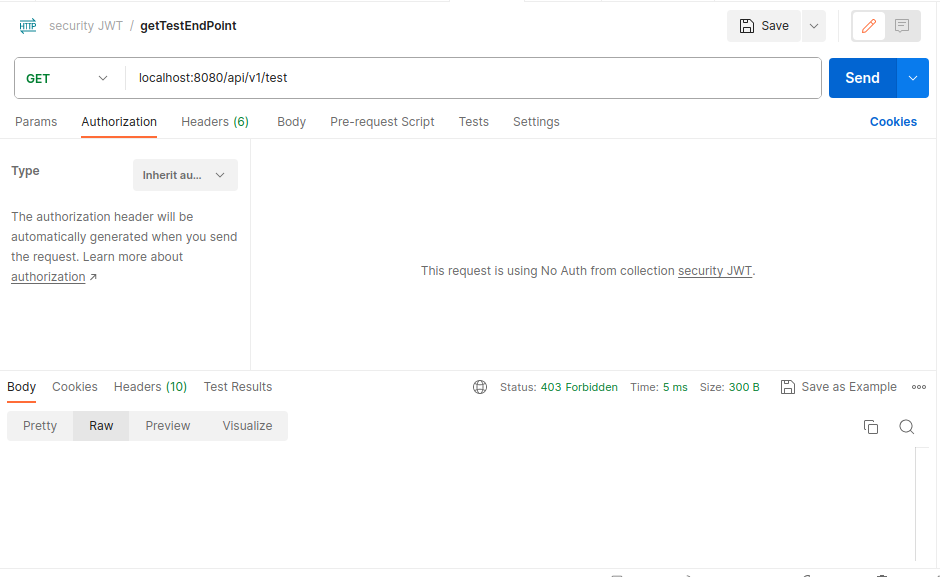 HTTP security JWT / getTestEndPoint Save
GET localhost:8080/api/v1/test Send
Params Authorization Headers (6) Body Pre-request Script Tests Settings Cookies
Type Inherit au...
The authorization header will be
automatically generated when you send
the request. Learn more about
authorization ↗
This request is using No Auth from collection security JWT.
Body Cookies Headers (10) Test Results Status: 403 Forbidden Time: 5 ms Size: 300 B Save as Example
Pretty Raw Preview Visualize